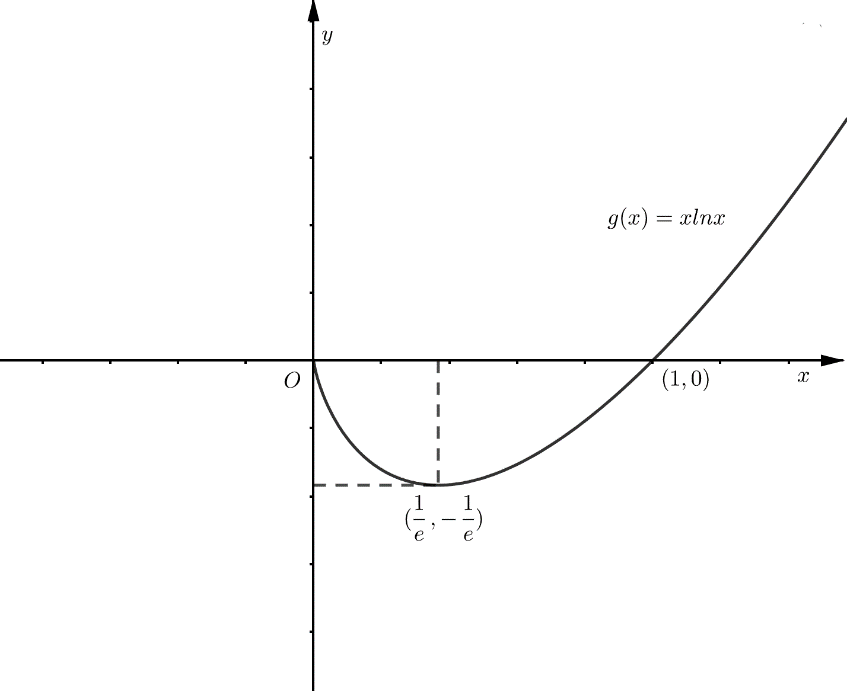 y
g(x) = xlnx
O
(1, 0)
x
(1/e, −1/e)